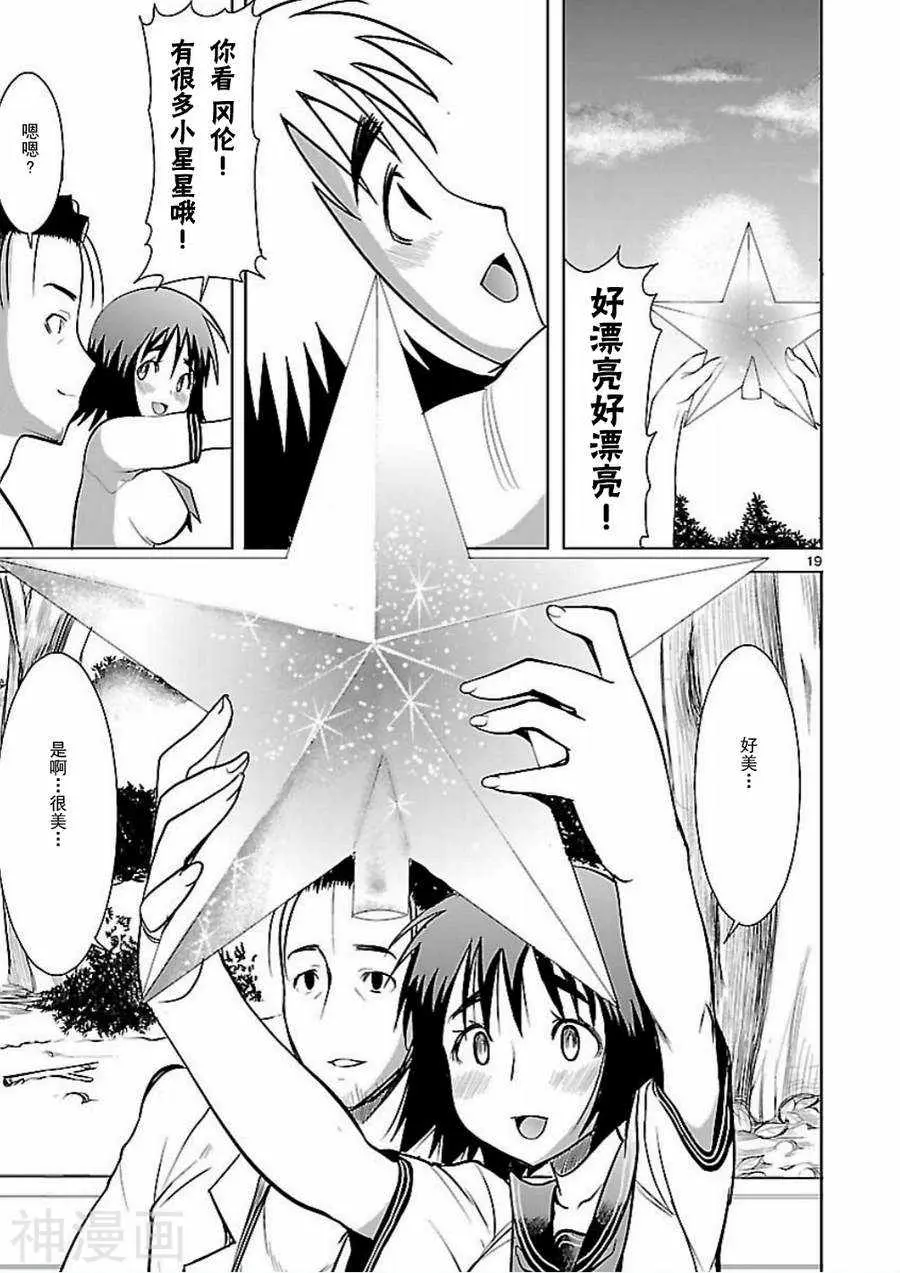 好漂亮好漂亮！
你看 冈伦！
有很多小星星哦！
嗯嗯？
19
好美…
是啊…很美…
神漫画